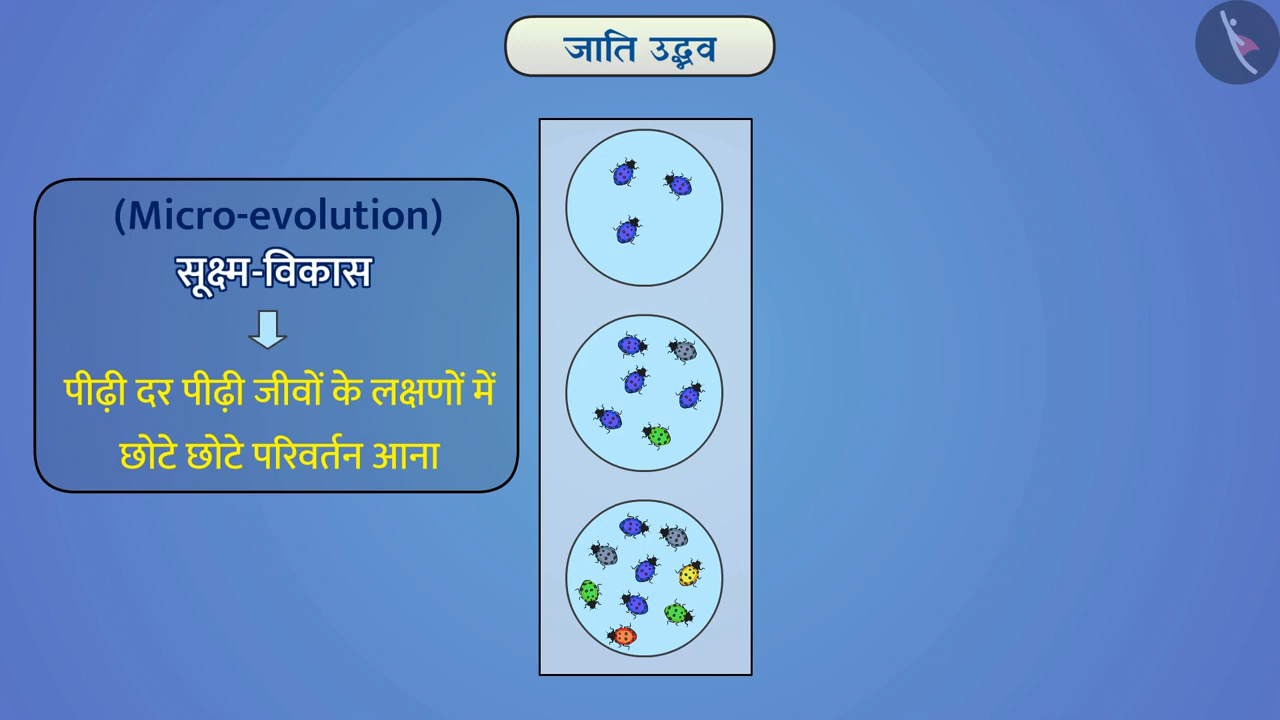 जाति उद्भव
(Micro-evolution)
सूक्ष्म-विकास
पीढ़ी दर पीढ़ी जीवों के लक्षणों में
छोटे छोटे परिवर्तन आना